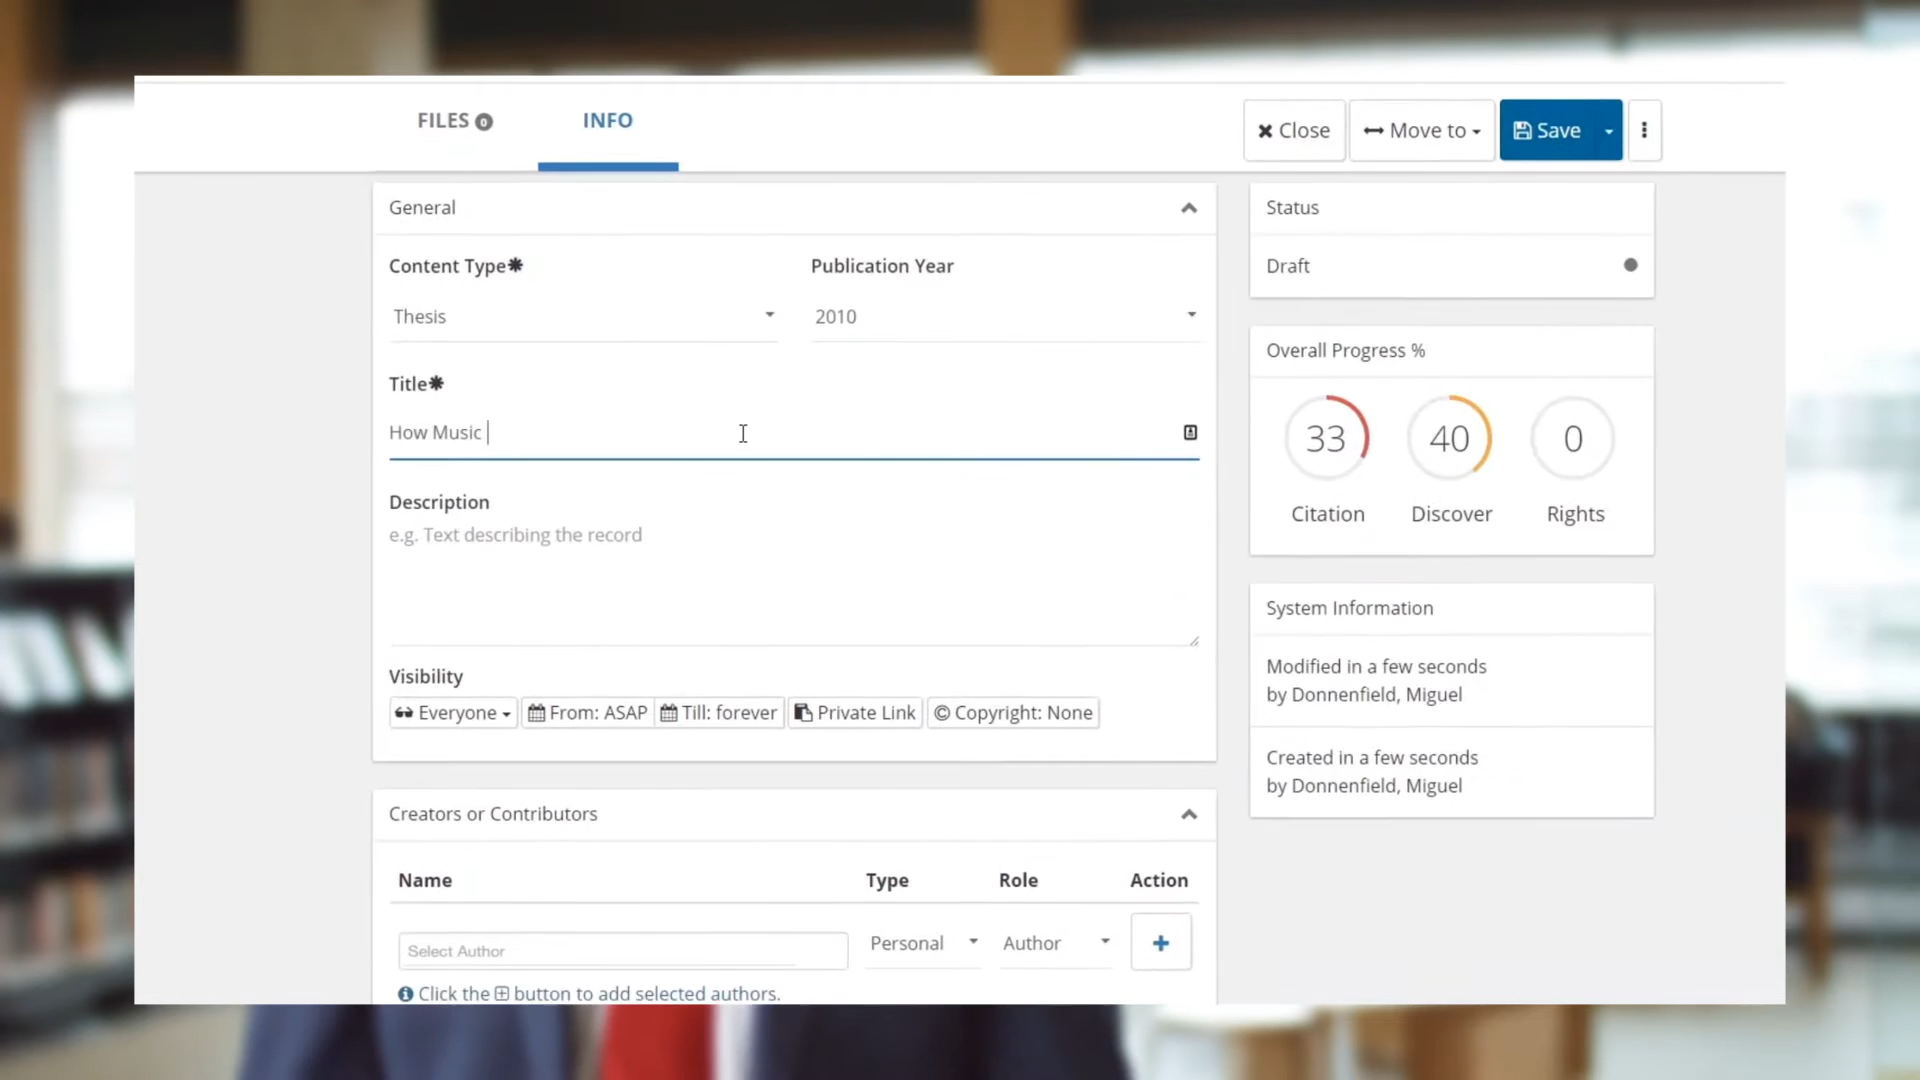 FILES 0
INFO
Close
Move to
Save
General
Content Type✱
Publication Year
Thesis
2010
Title✱
How Music
Description
e.g. Text describing the record
Visibility
Everyone
From: ASAP
Till: forever
Private Link
© Copyright: None
Creators or Contributors
Name
Type
Role
Action
Select Author
Personal
Author
Click the button to add selected authors.
Status
Draft
Overall Progress %
33
40
0
Citation
Discover
Rights
System Information
Modified in a few seconds
by Donnenfield, Miguel
Created in a few seconds
by Donnenfield, Miguel